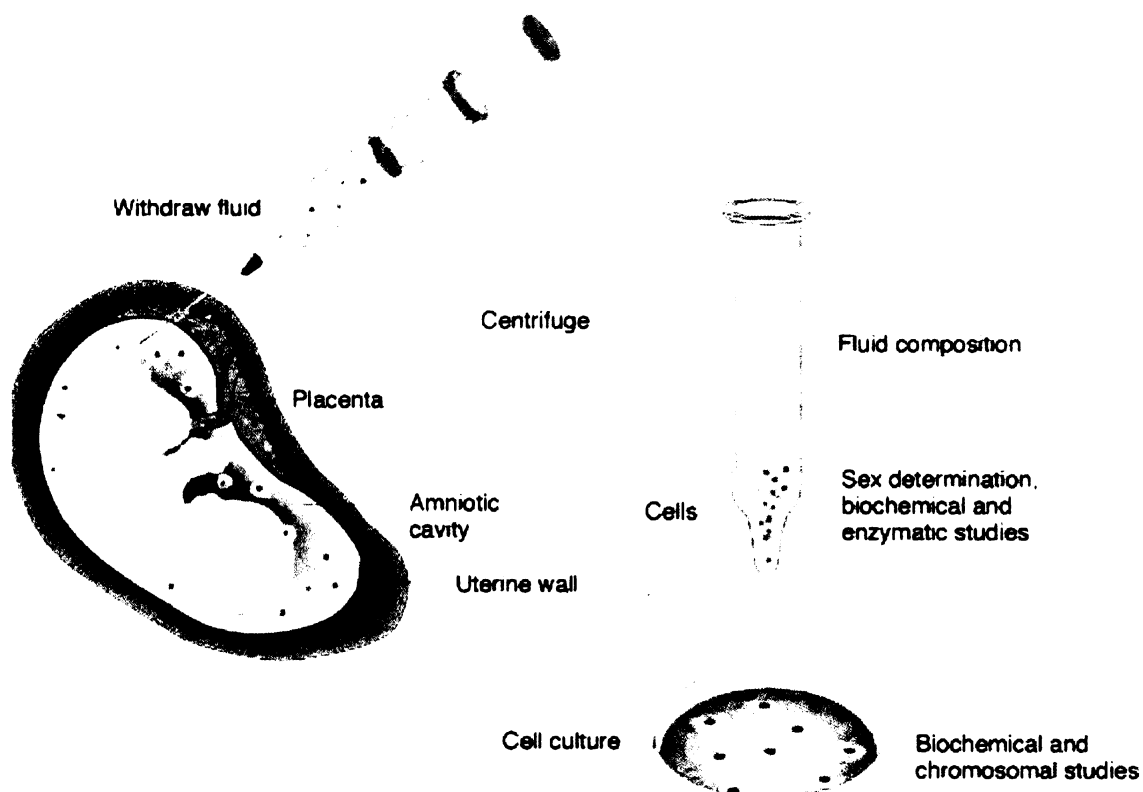 Withdraw fluid
Centrifuge
Fluid composition
Placenta
Amniotic
cavity
Uterine wall
Cells
Sex determination,
biochemical and
enzymatic studies
Cell culture
Biochemical and
chromosomal studies